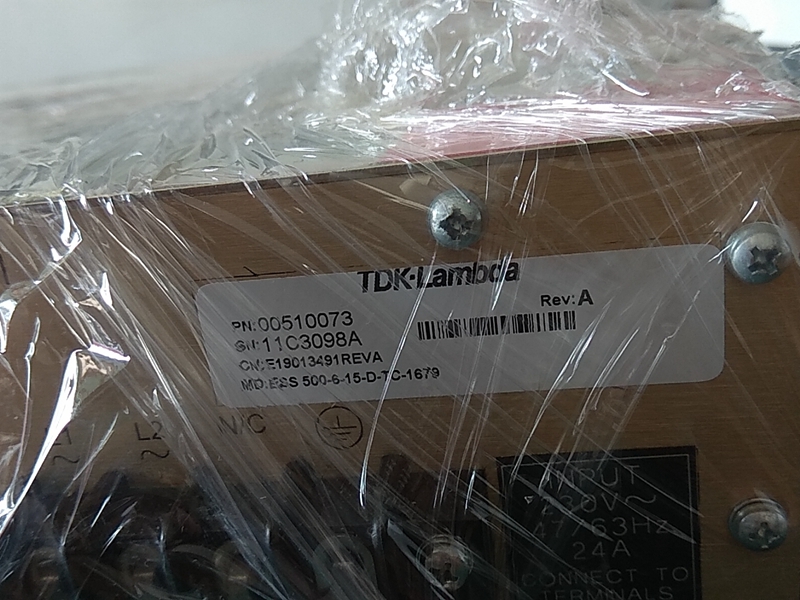 TDK·Lambda
Rev: A
PN: 00510073
SN: 11C3098A
CN: E19013491REVA
MD: ESS 500-6-15-D-TC-1679
L1
L2
N/C
INPUT
230V~
47/63Hz
24A
CONNECT TO
TERMINALS